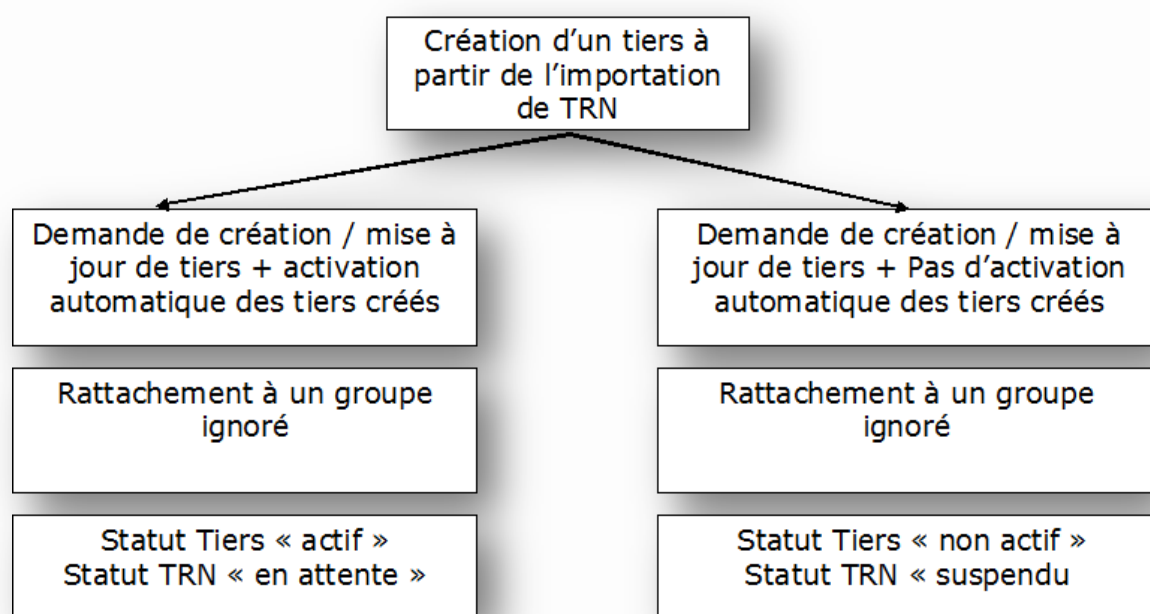 Création d’un tiers à
partir de l’importation
de TRN
Demande de création / mise à
jour de tiers + activation
automatique des tiers créés
Demande de création / mise à
jour de tiers + Pas d’activation
automatique des tiers créés
Rattachement à un groupe
ignoré
Rattachement à un groupe
ignoré
Statut Tiers « actif »
Statut TRN « en attente »
Statut Tiers « non actif »
Statut TRN « suspendu